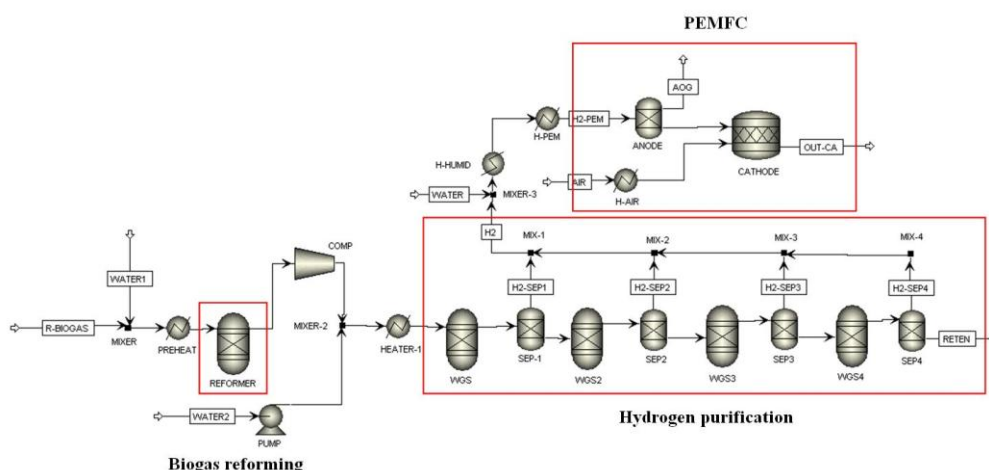 PEMFC
AOG
H2-PEM
H-PEM
ANODE
OUT-CA
CATHODE
H-HUMID
WATER
MIXER-3
AIR
H-AIR
H2
MIX-1
MIX-2
MIX-3
MIX-4
COMP
WATER1
H2-SEP1
H2-SEP2
H2-SEP3
H2-SEP4
R-BIOGAS
MIXER
PREHEAT
REFORMER
MIXER-2
HEATER-1
WGS
SEP-1
WGS2
SEP2
WGS3
SEP3
WGS4
SEP4
RETEN
WATER2
PUMP
Hydrogen purification
Biogas reforming